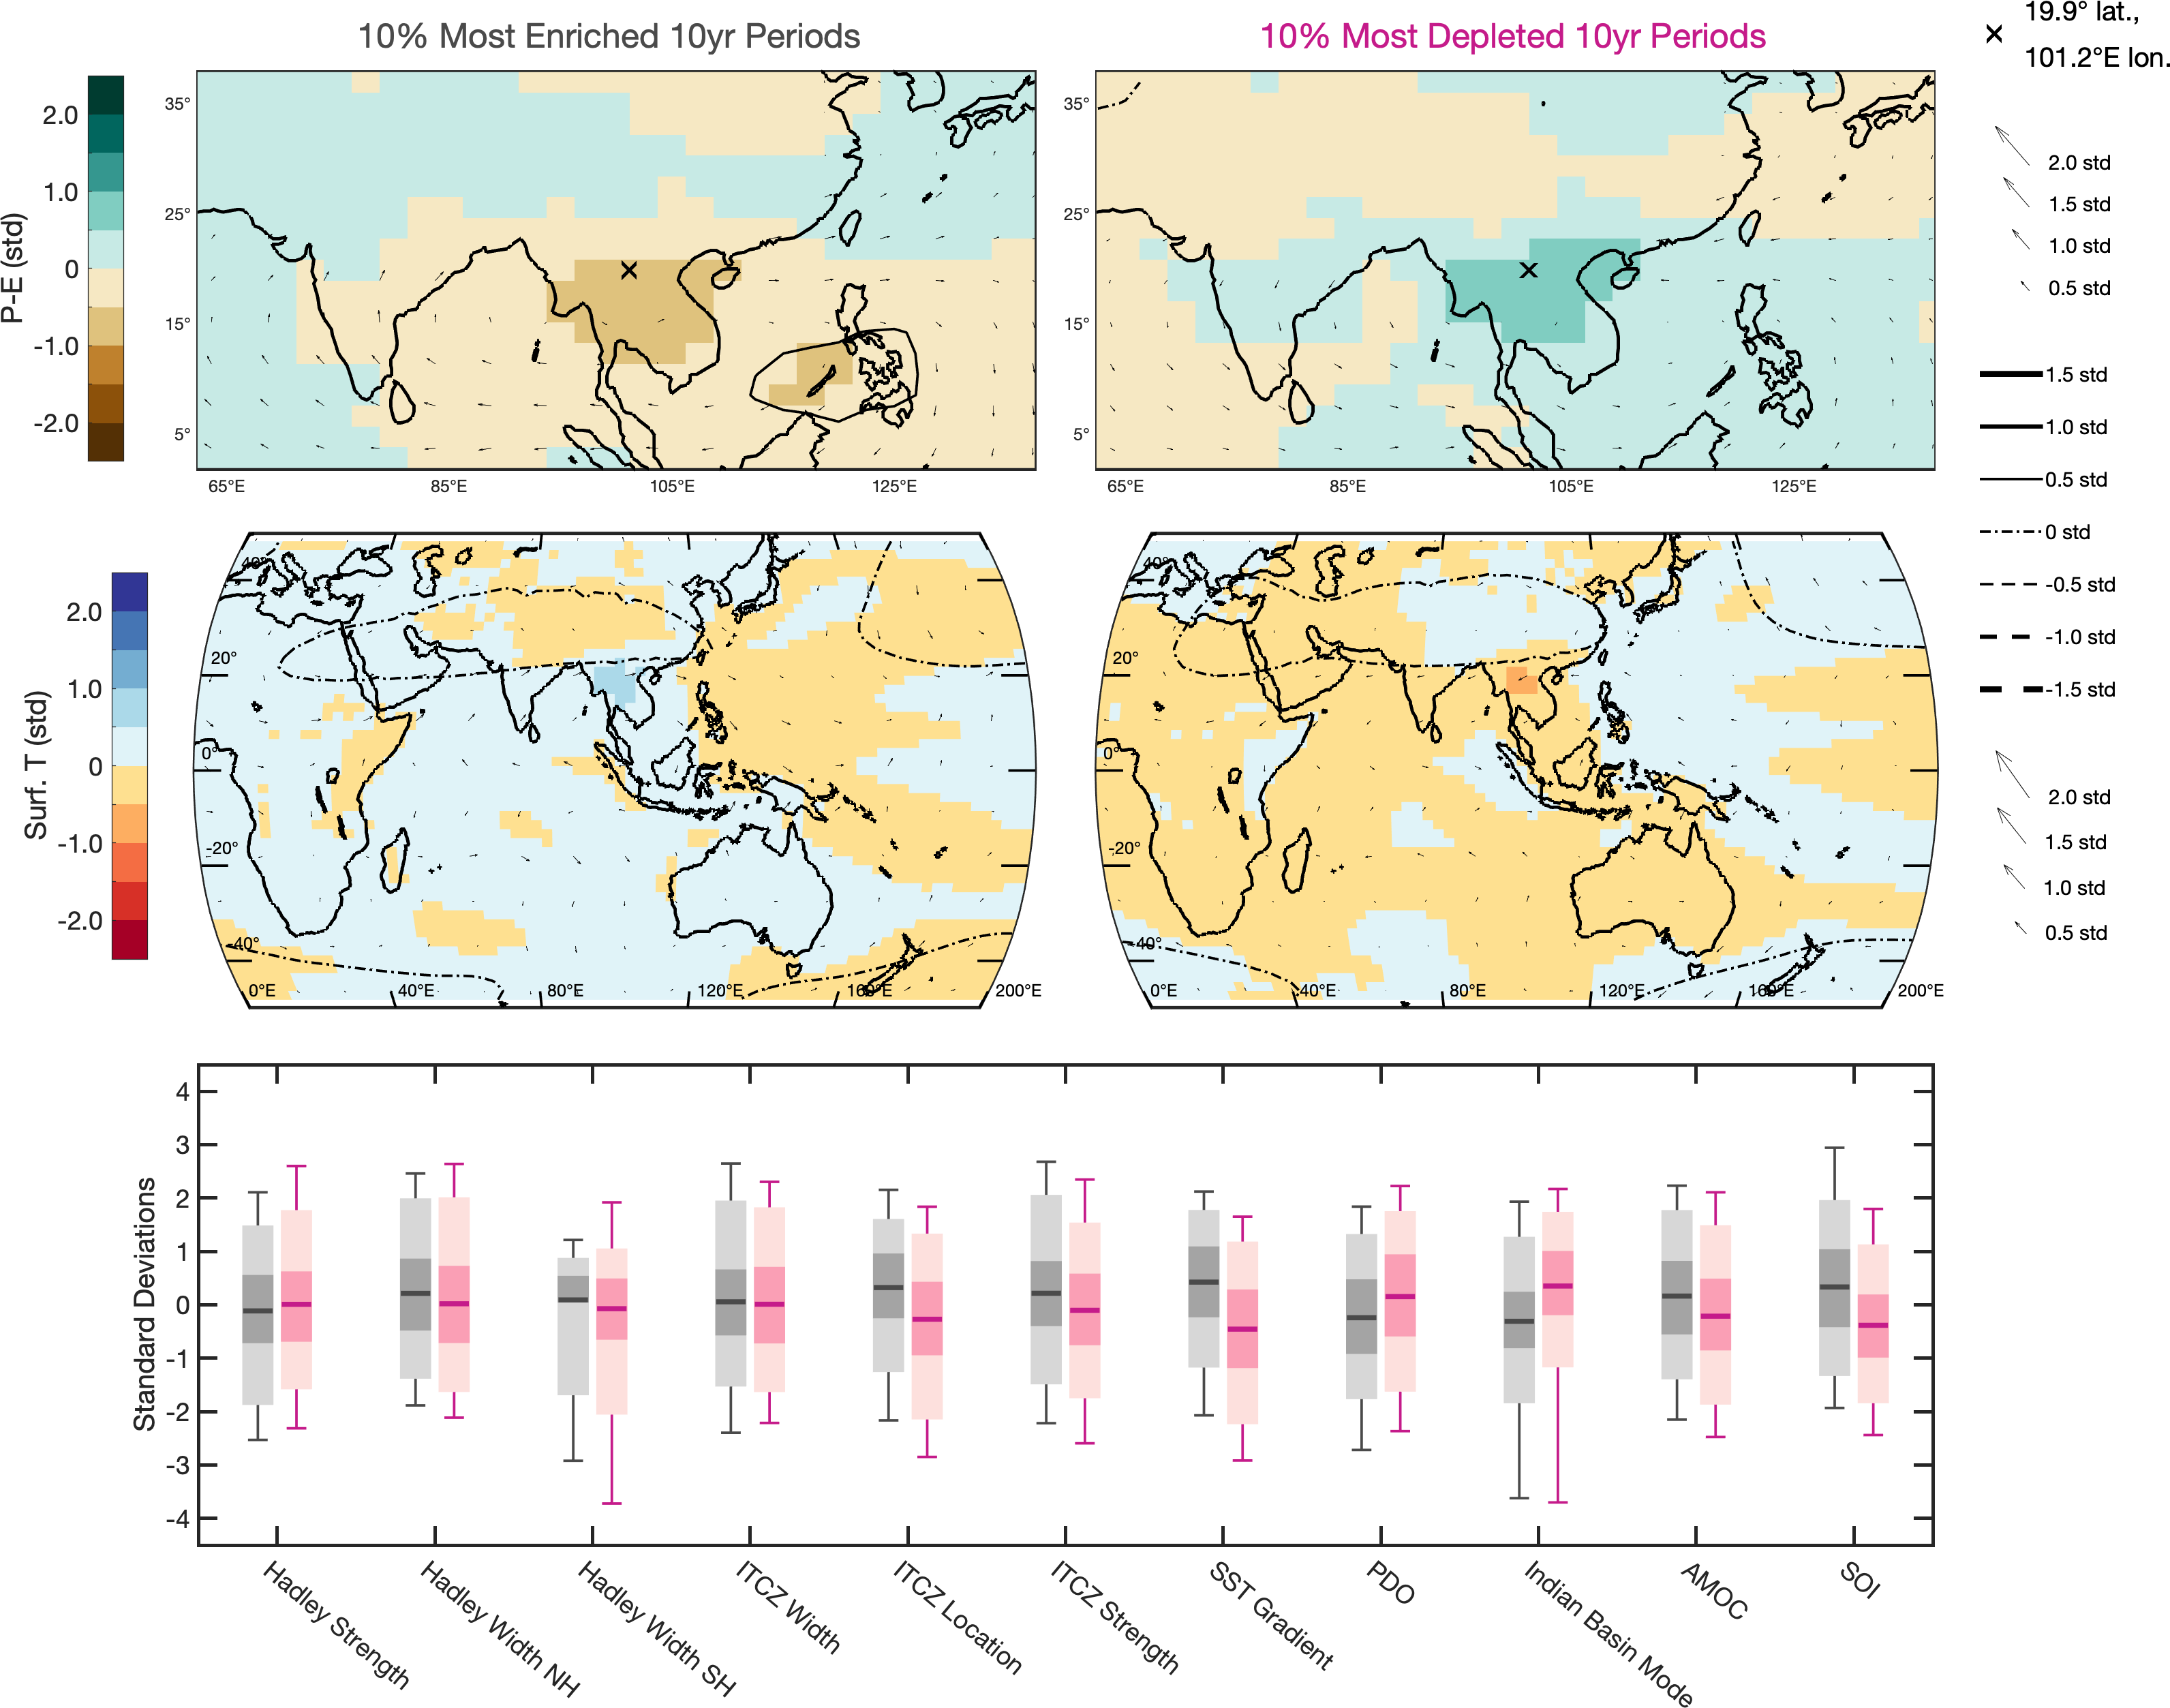 10% Most Enriched 10yr Periods
10% Most Depleted 10yr Periods
19.9° lat.,
101.2°E lon.
P-E (std)
2.0
1.0
0
-1.0
-2.0
35°
25°
15°
5°
65°E
85°E
105°E
125°E
35°
25°
15°
5°
65°E
85°E
105°E
125°E
2.0 std
1.5 std
1.0 std
0.5 std
1.5 std
1.0 std
0.5 std
0 std
-0.5 std
-1.0 std
-1.5 std
Surf. T (std)
2.0
1.0
0
-1.0
-2.0
40°
20°
0°
-20°
-40°
0°E
40°E
80°E
120°E
160°E
200°E
40°
20°
0°
-20°
-40°
0°E
40°E
80°E
120°E
160°E
200°E
2.0 std
1.5 std
1.0 std
0.5 std
Standard Deviations
4
3
2
1
0
-1
-2
-3
-4
Hadley Strength
Hadley Width NH
Hadley Width SH
ITCZ Width
ITCZ Location
ITCZ Strength
SST Gradient
PDO
Indian Basin Mode
AMOC
SOI